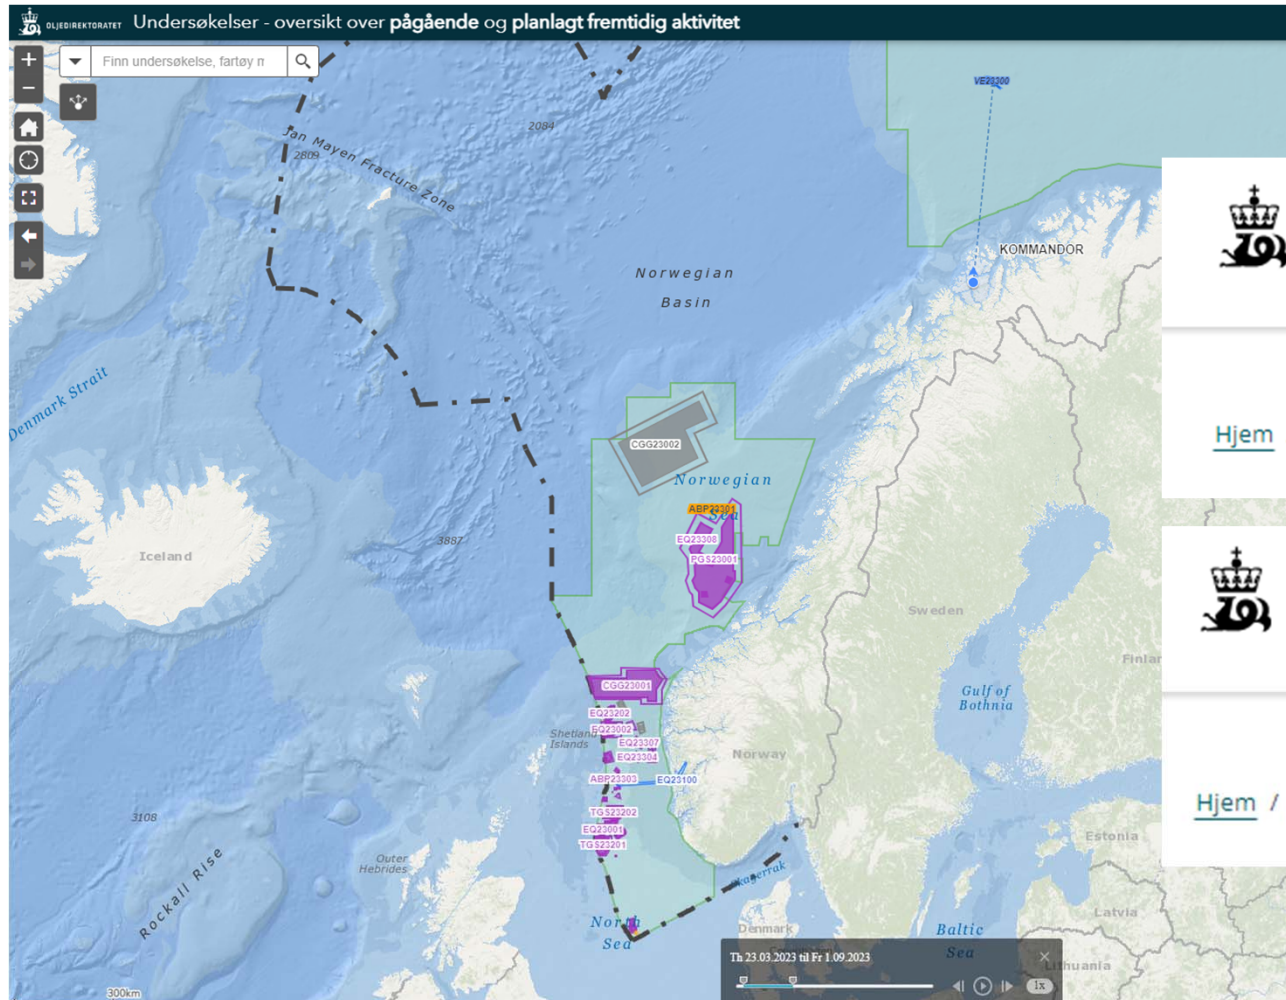 OLJEDIREKTORATET Undersøkelser - oversikt over pågående og planlagt fremtidig aktivitet
+
Finn undersøkelse, fartøy n
−
VE23300
2084
Jan Mayen Fracture Zone
2809
KOMMANDOR
Norwegian
Basin
Denmark Strait
Hjem
CGG23002
Norwegian
Sea
ABP23301
EQ23308
PGS23001
3887
Iceland
Sweden
Finlan
CGG23001
Gulf of
Bothnia
EQ23202
EQ23002
Shetland
Islands
EQ23307
EQ23304
Norway
ABP23303
EQ23100
Hjem /
TGS23202
3108
EQ23001
TGS23201
Estonia
Outer
Hebrides
Rockall Rise
Skagerrak
Latvia
North
Sea
Denmark
Baltic
Sea
Th 23.03.2023 til Fr 1.09.2023
Lithuania
1x
300km